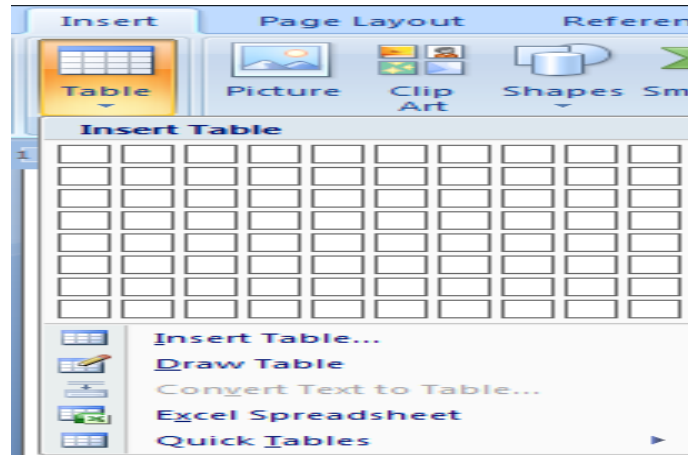 Insert Page Layout Referen
Table Picture Clip Art Shapes Sm
Insert Table
1
Insert Table...
Draw Table
Convert Text to Table...
Excel Spreadsheet
Quick Tables